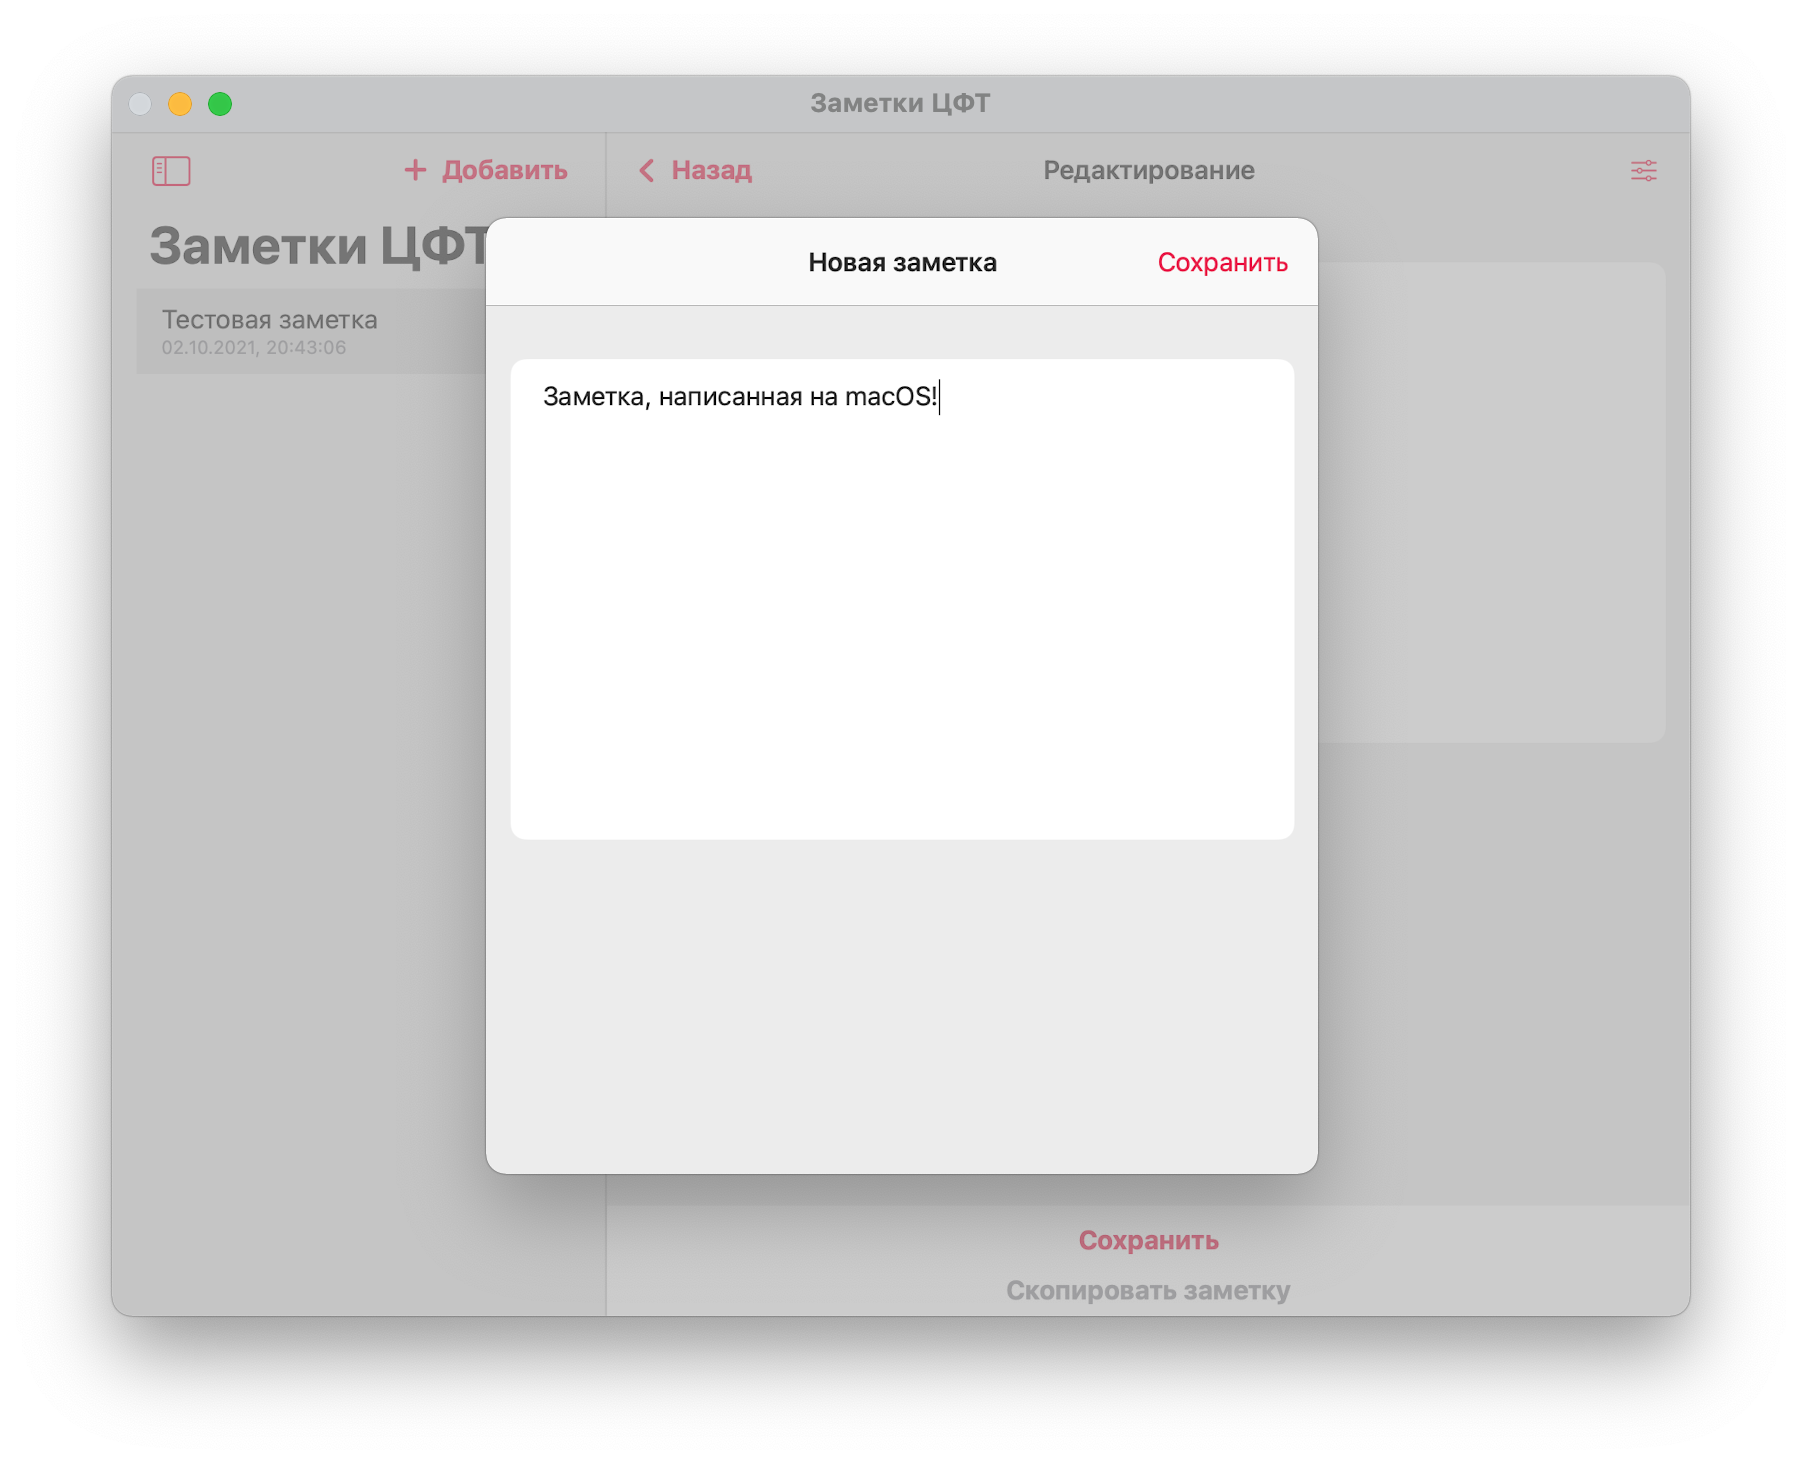 Заметки ЦФТ
Добавить
Назад
Редактирование
Заметки ЦФТ
Тестовая заметка
02.10.2021, 20:43:06
Новая заметка
Сохранить
Заметка, написанная на macOS!
Сохранить
Скопировать заметку